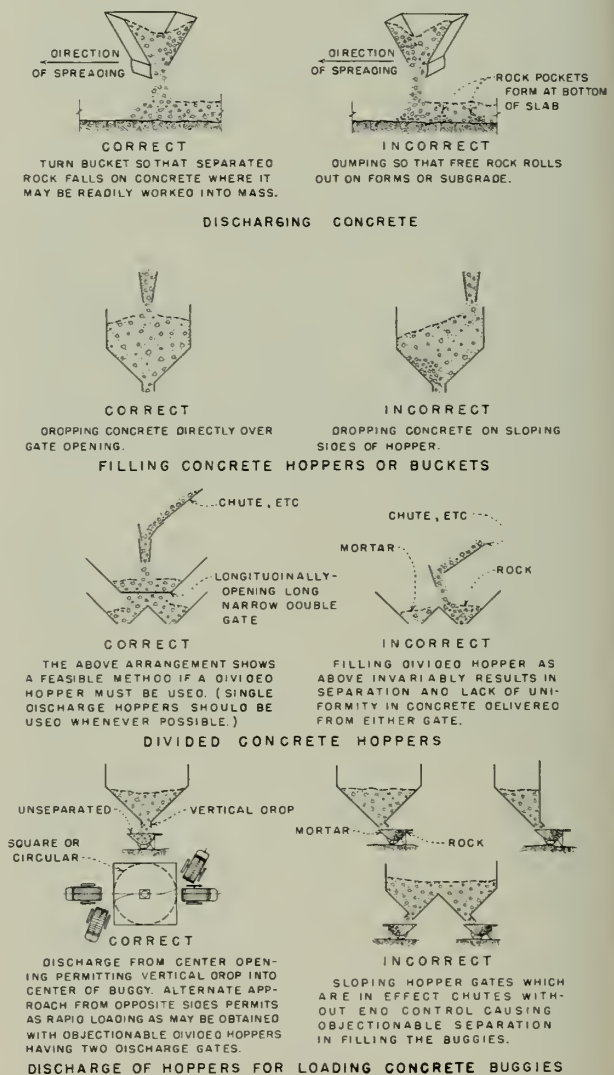 DIRECTION
OF SPREADING
CORRECT
TURN BUCKET SO THAT SEPARATED
ROCK FALLS ON CONCRETE WHERE IT
MAY BE READILY WORKED INTO MASS.
DIRECTION
OF SPREADING
ROCK POCKETS
FORM AT BOTTOM
OF SLAB
INCORRECT
DUMPING SO THAT FREE ROCK ROLLS
OUT ON FORMS OR SUBGRADE.
DISCHARGING CONCRETE
CORRECT
DROPPING CONCRETE DIRECTLY OVER
GATE OPENING.
INCORRECT
DROPPING CONCRETE ON SLOPING
SIDES OF HOPPER.
FILLING CONCRETE HOPPERS OR BUCKETS
CHUTE, ETC
LONGITUDINALLY-
OPENING LONG
NARROW DOUBLE
GATE
CORRECT
THE ABOVE ARRANGEMENT SHOWS
A FEASIBLE METHOD IF A DIVIDED
HOPPER MUST BE USED. (SINGLE
DISCHARGE HOPPERS SHOULD BE
USED WHENEVER POSSIBLE.)
CHUTE, ETC
MORTAR
ROCK
INCORRECT
FILLING DIVIDED HOPPER AS
ABOVE INVARIABLY RESULTS IN
SEPARATION AND LACK OF UNI-
FORMITY IN CONCRETE DELIVERED
FROM EITHER GATE.
DIVIDED CONCRETE HOPPERS
UNSEPARATED
VERTICAL DROP
SQUARE OR
CIRCULAR
CORRECT
DISCHARGE FROM CENTER OPEN-
ING PERMITTING VERTICAL DROP INTO
CENTER OF BUGGY. ALTERNATE APP-
ROACH FROM OPPOSITE SIDES PERMITS
AS RAPID LOADING AS MAY BE OBTAINED
WITH OBJECTIONABLE DIVIDED HOPPERS
HAVING TWO DISCHARGE GATES.
MORTAR
ROCK
INCORRECT
SLOPING HOPPER GATES WHICH
ARE IN EFFECT CHUTES WITH-
OUT END CONTROL CAUSING
OBJECTIONABLE SEPARATION
IN FILLING THE BUGGIES.
DISCHARGE OF HOPPERS FOR LOADING CONCRETE BUGGIES